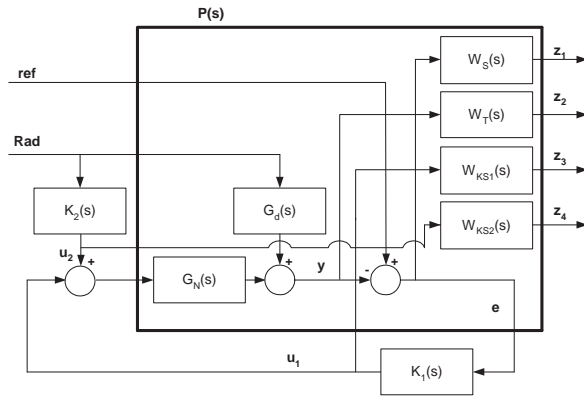 P(s)
W_S(s)
z_1
ref
W_T(s)
z_2
Rad
W_KS1(s)
z_3
K_2(s)
G_d(s)
W_KS2(s)
z_4
u_2
+
+
+
+
-
y
G_N(s)
e
u_1
K_1(s)